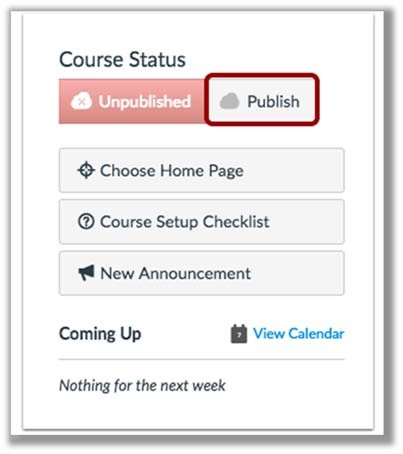 Course Status
Unpublished Publish
Choose Home Page
Course Setup Checklist
New Announcement
Coming Up 7 View Calendar
Nothing for the next week